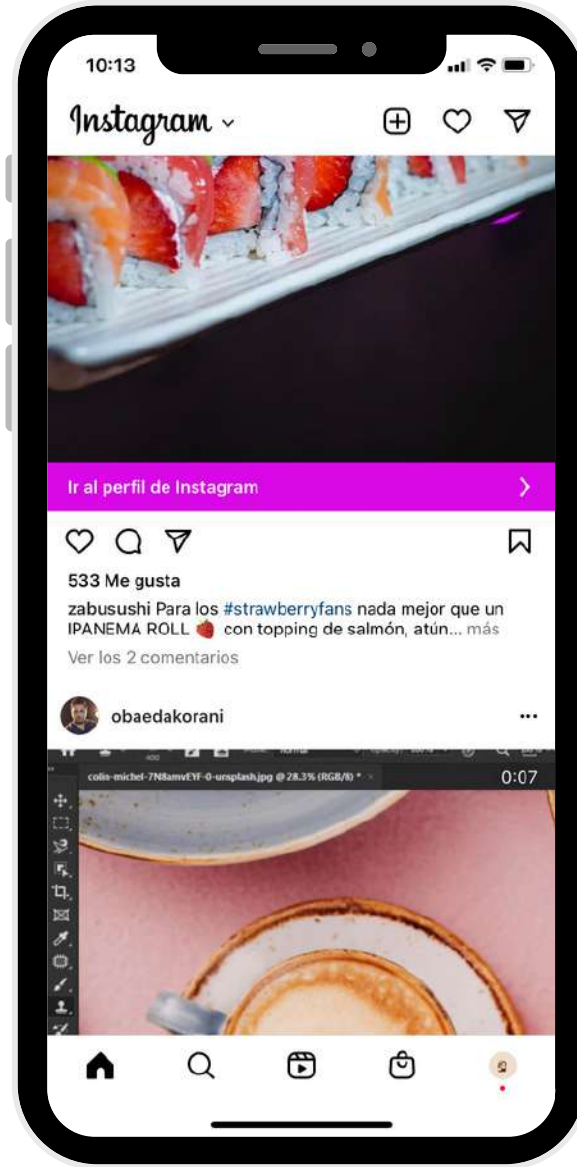 10:13
Instagram
Ir al perfil de Instagram
533 Me gusta
zabusushi Para los #strawberryfans nada mejor que un
IPANEMA ROLL 🍓 con topping de salmón, atún... más
Ver los 2 comentarios
obaedakorani
colin-michel-7N8amvEYF-0-unsplash.jpg @ 28.3% (RGB/8) * ×
0:07